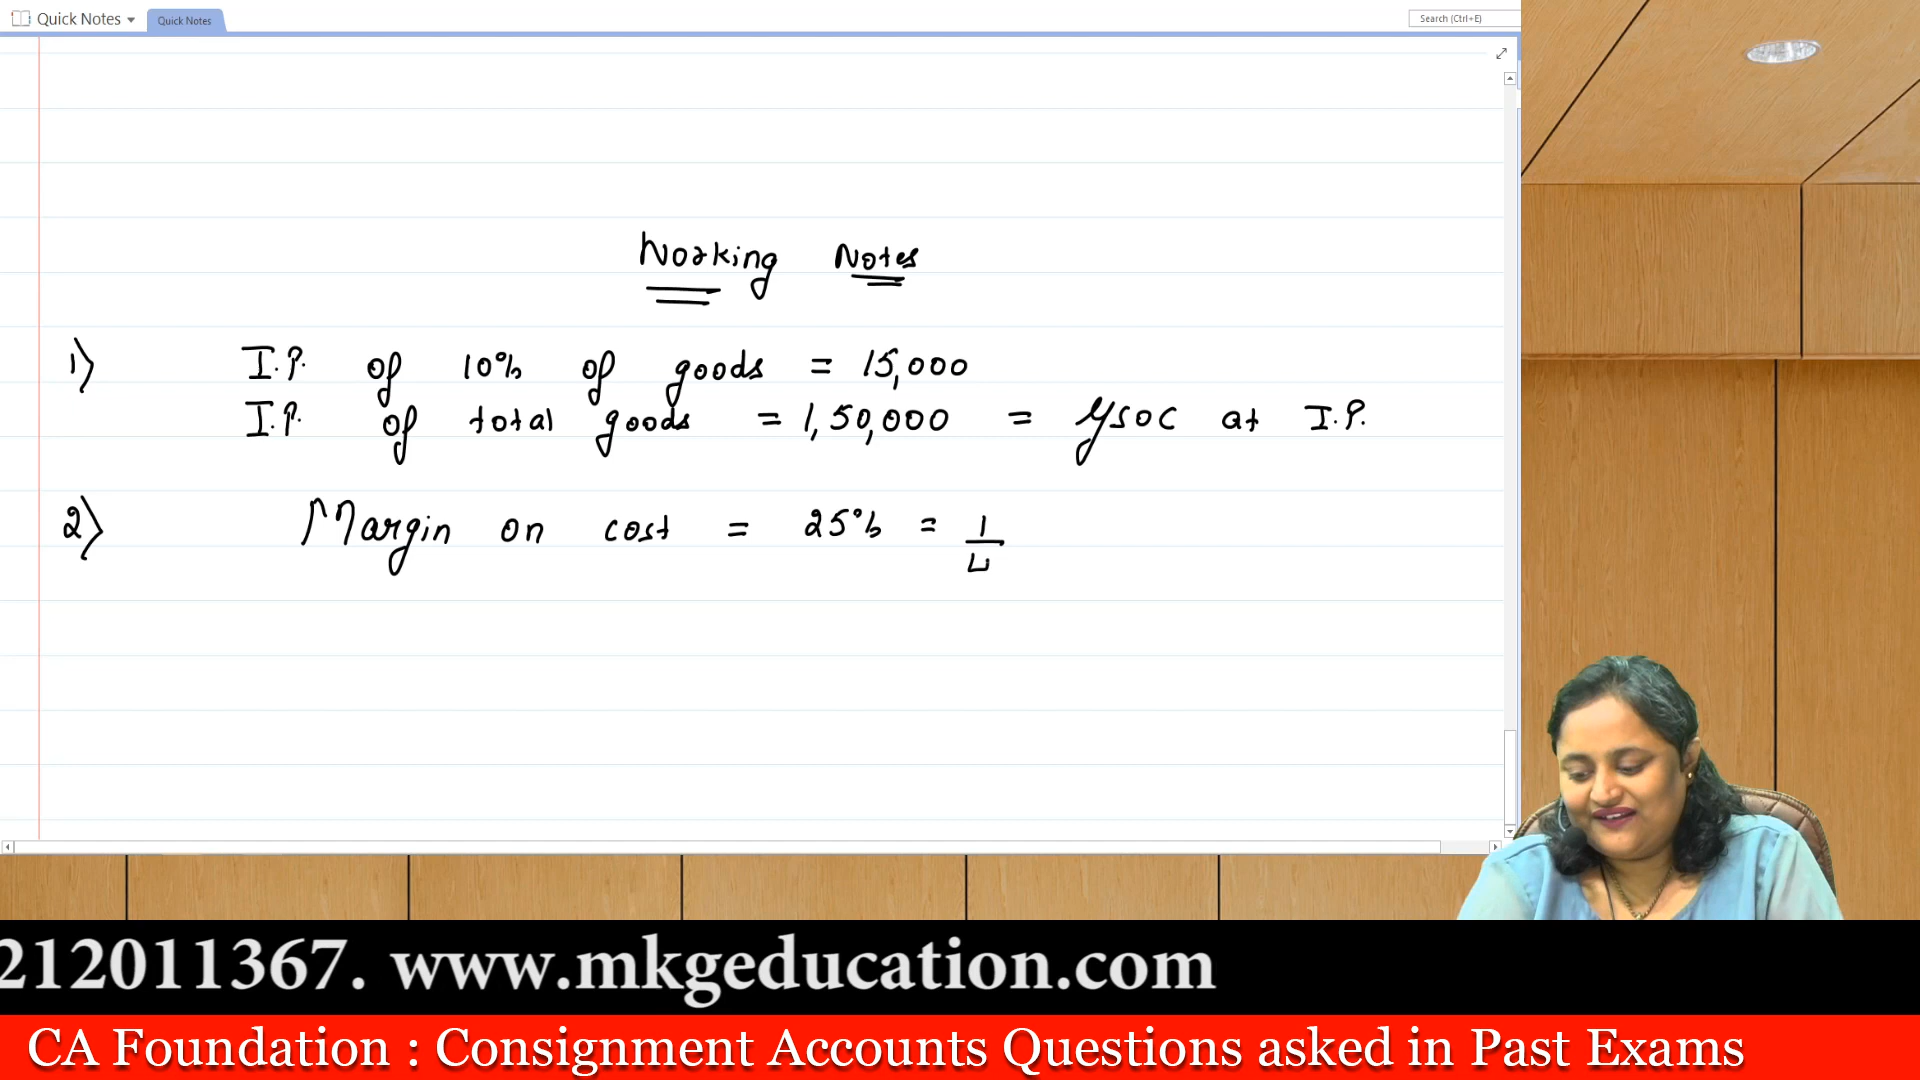 Quick Notes
Quick Notes
Search (Ctrl+E)
Working Notes
1) I.P. of 10% of goods = 15,000
I.P. of total goods = 1,50,000 = GSOC at I.P.
2) Margin on cost = 25% = 1/4
212011367. www.mkgeducation.com
CA Foundation : Consignment Accounts Questions asked in Past Exams